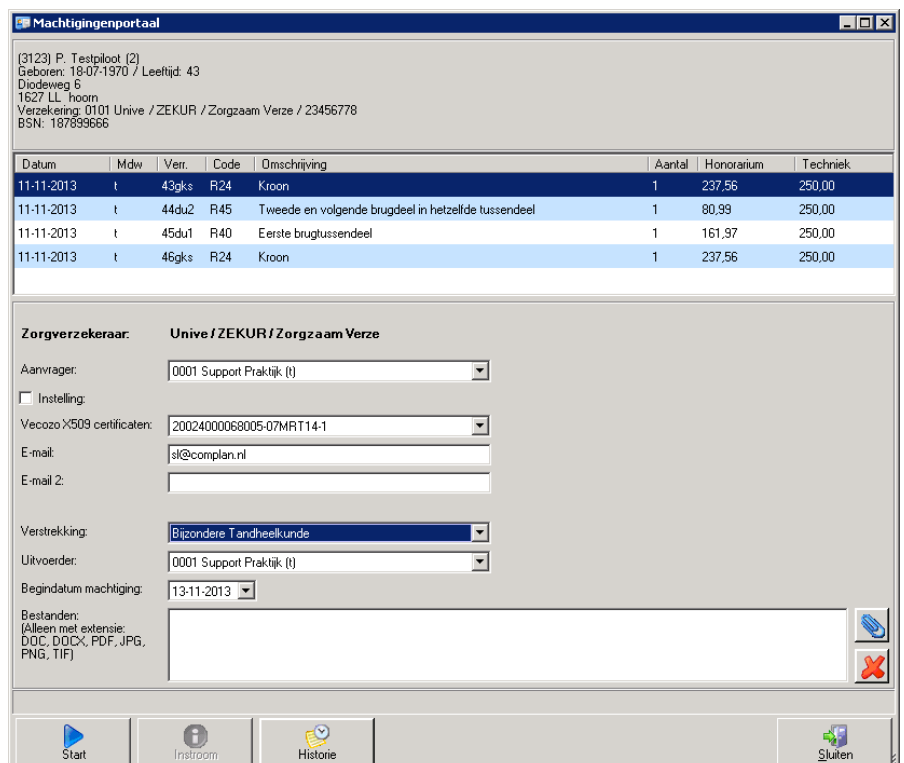 Machtigingenportaal
(3123) P. Testpiloot (2)
Geboren: 18-07-1970 / Leeftijd: 43
Diodeweg 6
1627 LL hoorn
Verzekering: 0101 Unive / ZEKUR / Zorgzaam Verze / 23456778
BSN: 187899666
Datum Mdw Verr. Code Omschrijving Aantal Honorarium Techniek
11-11-2013 t 43gks R24 Kroon 1 237,56 250,00
11-11-2013 t 44du2 R45 Tweede en volgende brugdeel in hetzelfde tussendeel 1 80,99 250,00
11-11-2013 t 45du1 R40 Eerste brugtussendeel 1 161,97 250,00
11-11-2013 t 46gks R24 Kroon 1 237,56 250,00
Zorgverzekeraar: Unive / ZEKUR / Zorgzaam Verze
Aanvrager: 0001 Support Praktijk (t)
Instelling:
Vecozo X509 certificaten: 20024000068005-07MRT14-1
E-mail: sl@complan.nl
E-mail 2:
Verstrekking: Bijzondere Tandheelkunde
Uitvoerder: 0001 Support Praktijk (t)
Begindatum machtiging: 13-11-2013
Bestanden:
(Alleen met extensie:
DOC, DOCX, PDF, JPG,
PNG, TIF)
Start Instroom Historie Sluiten